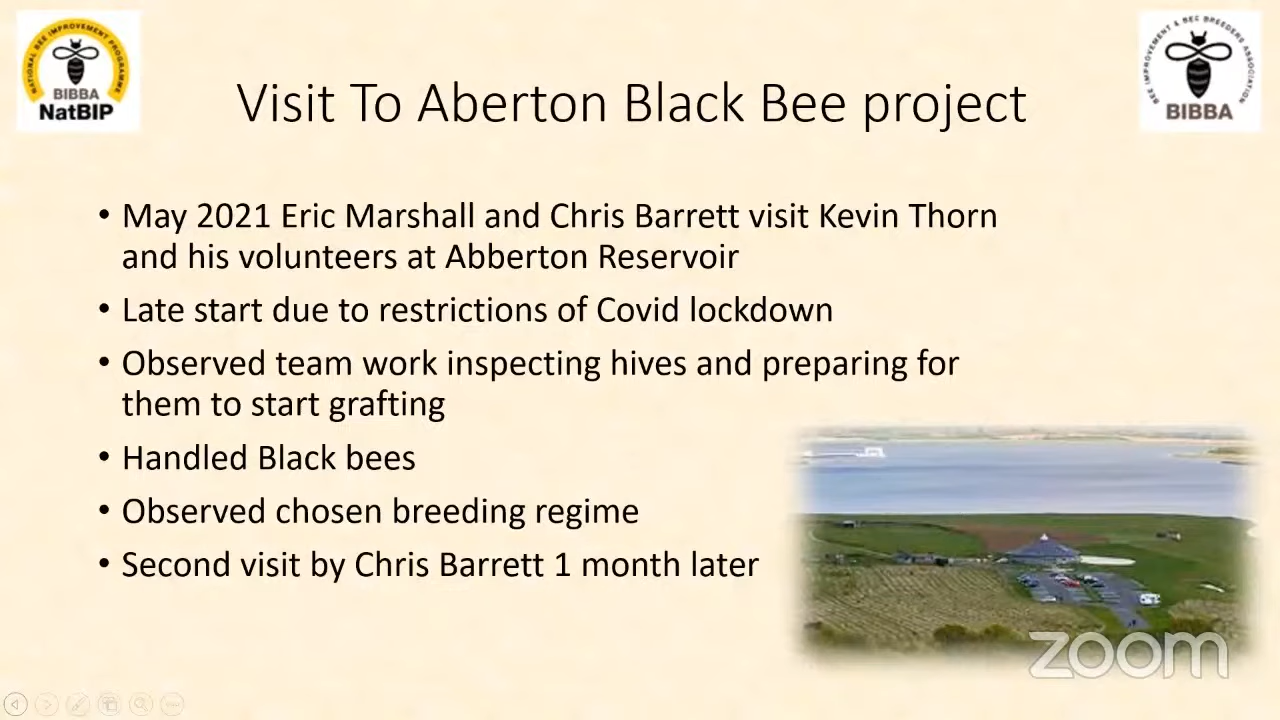 NATIONAL BEE IMPROVEMENT PROGRAMME
BIBBA
NatBIP
BEE IMPROVEMENT & BEE BREEDERS ASSOCIATION
BIBBA
Visit To Aberton Black Bee project
• May 2021 Eric Marshall and Chris Barrett visit Kevin Thorn
and his volunteers at Abberton Reservoir
• Late start due to restrictions of Covid lockdown
• Observed team work inspecting hives and preparing for
them to start grafting
• Handled Black bees
• Observed chosen breeding regime
• Second visit by Chris Barrett 1 month later
zoom